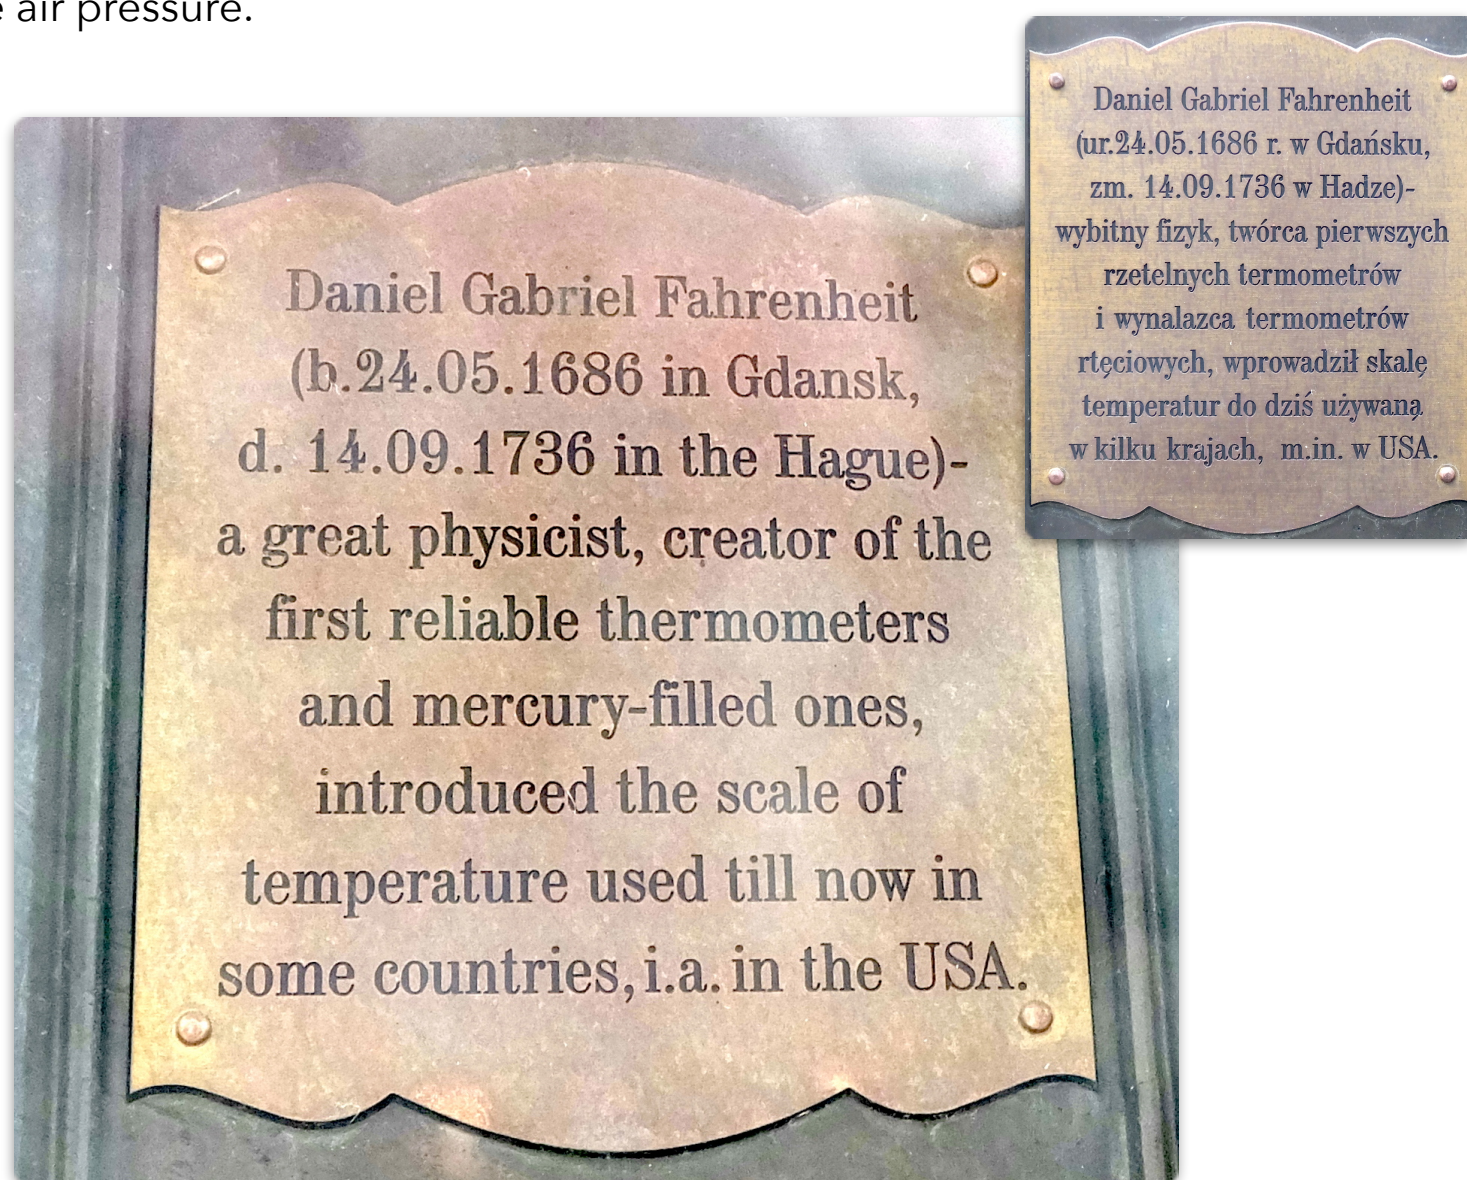 air pressure.
Daniel Gabriel Fahrenheit
(b.24.05.1686 in Gdansk,
d. 14.09.1736 in the Hague)-
a great physicist, creator of the
first reliable thermometers
and mercury-filled ones,
introduced the scale of
temperature used till now in
some countries, i.a. in the USA.
Daniel Gabriel Fahrenheit
(ur.24.05.1686 r. w Gdańsku,
zm. 14.09.1736 w Hadze)-
wybitny fizyk, twórca pierwszych
rzetelnych termometrów
i wynalazca termometrów
rtęciowych, wprowadził skalę
temperatur do dziś używaną
w kilku krajach, m.in. w USA.